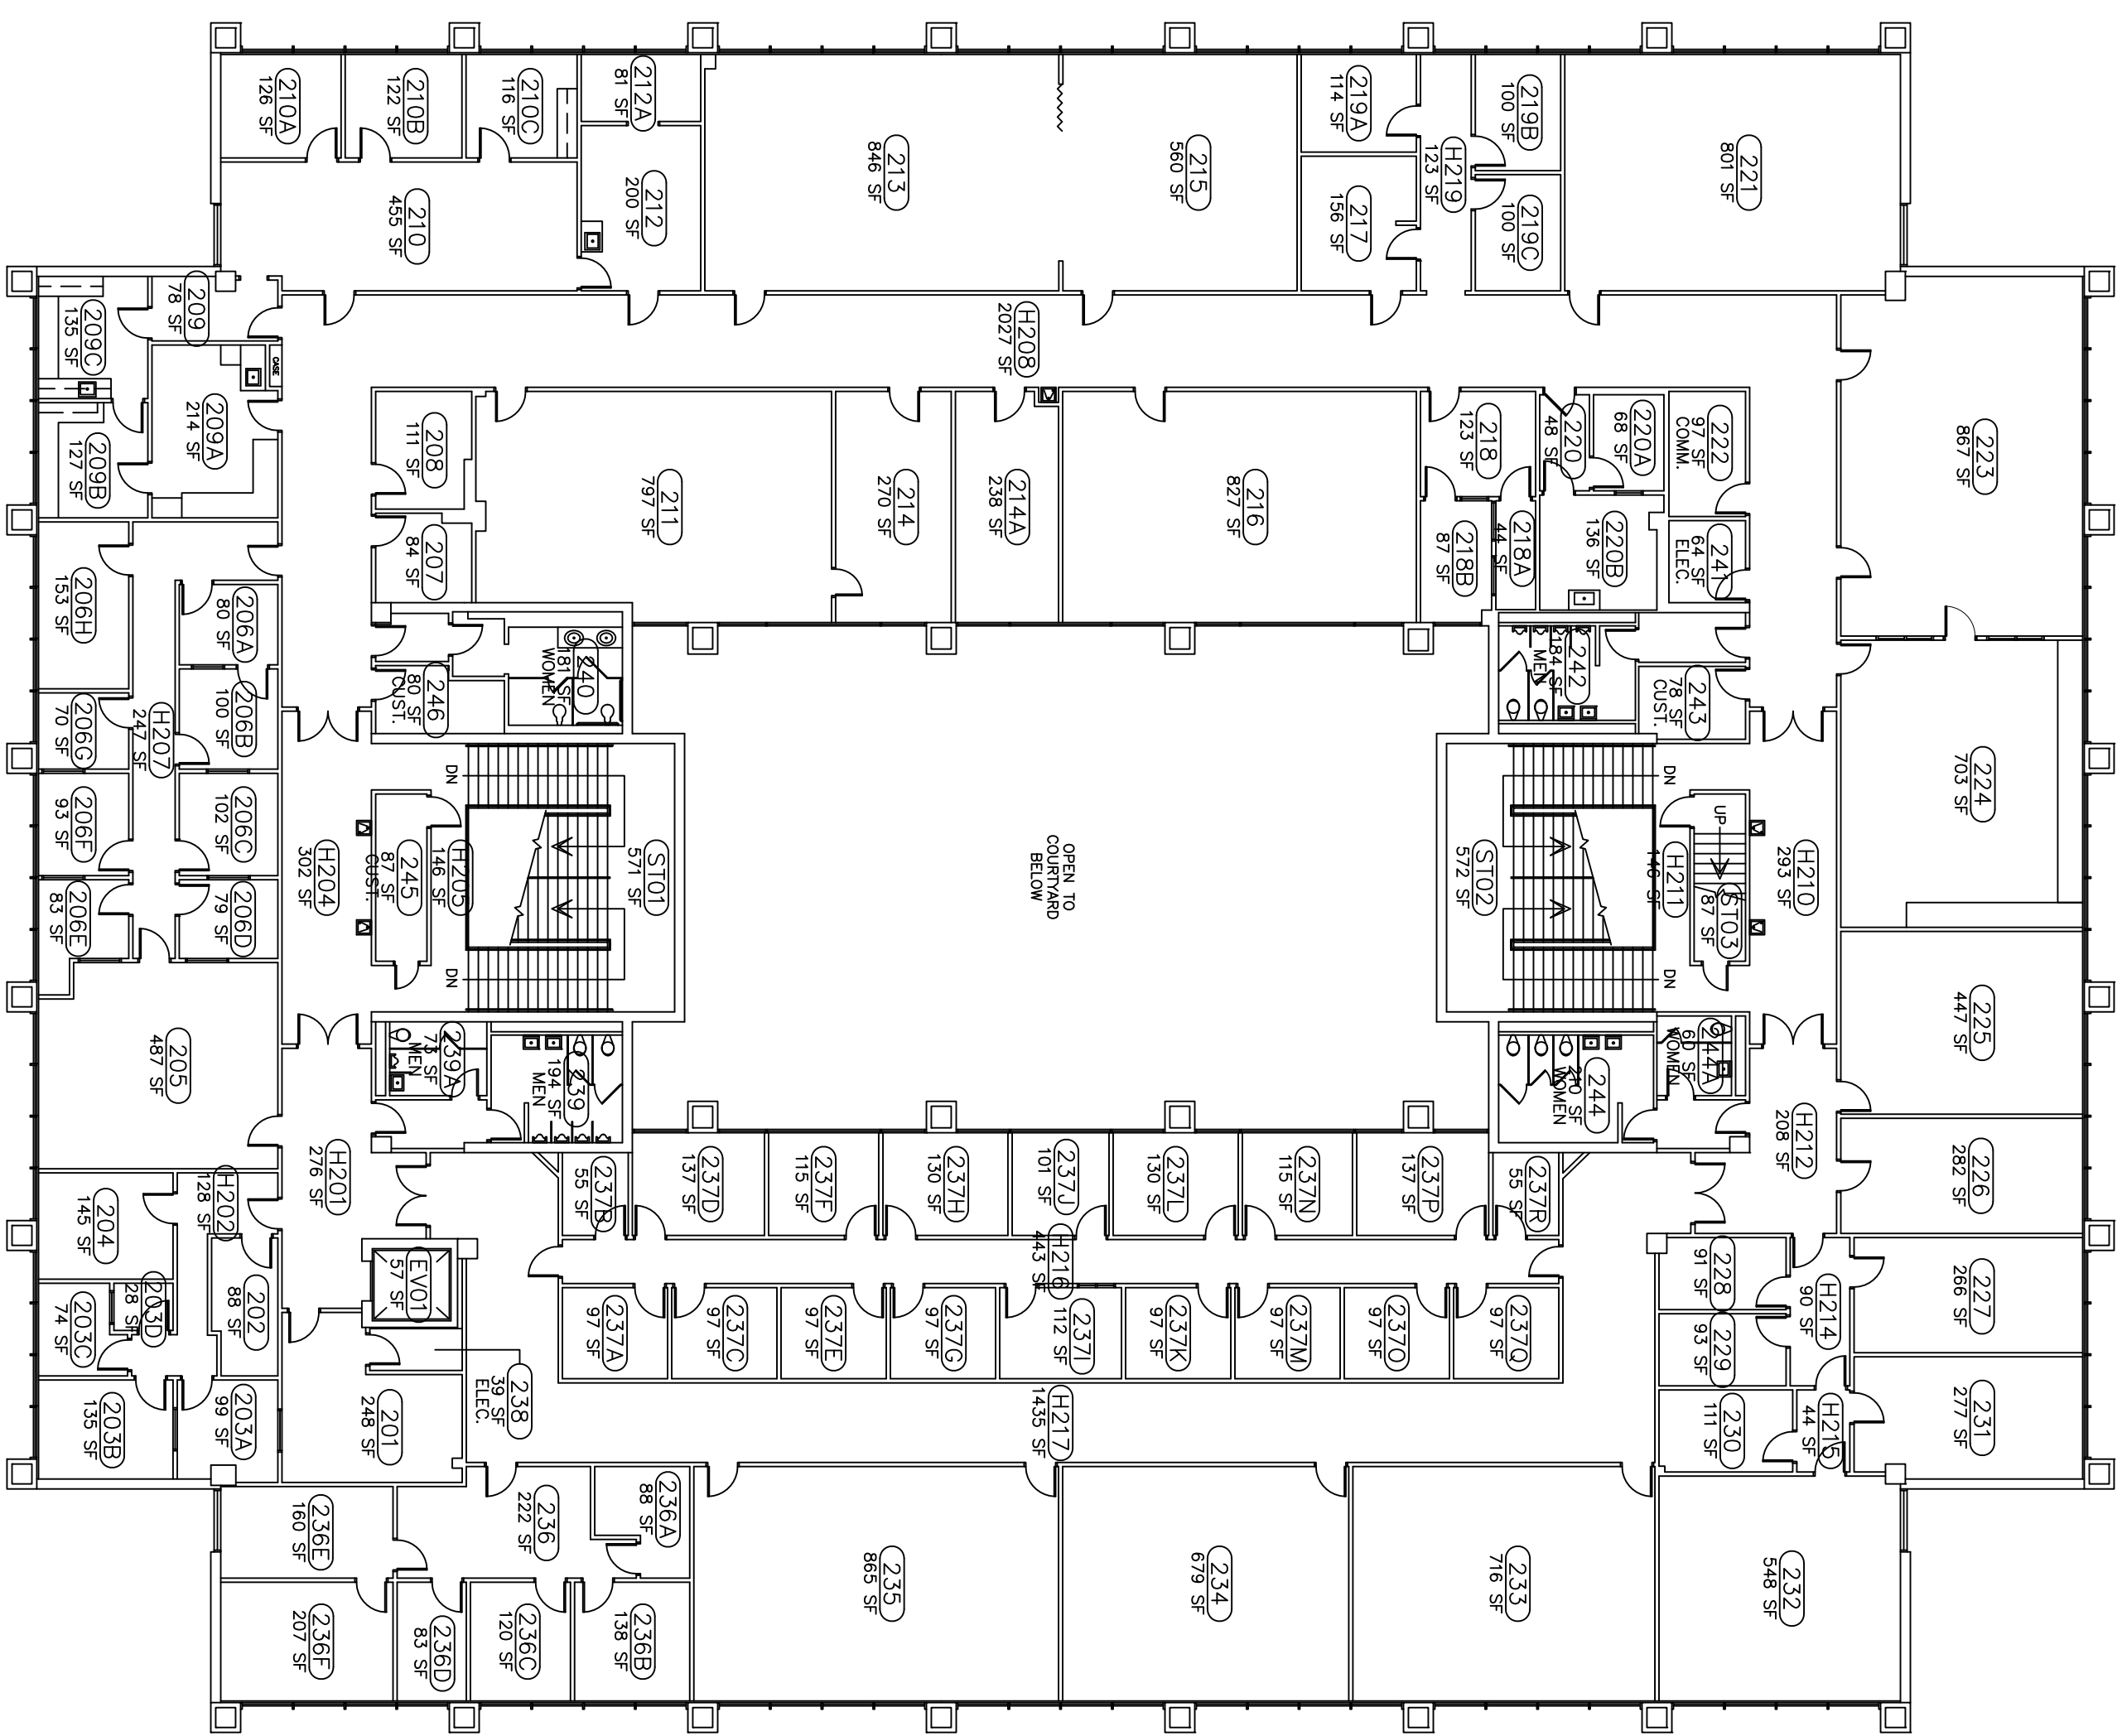 210A
126 SF
210B
122 SF
210C
116 SF
212A
81 SF
212
200 SF
210
455 SF
213
846 SF
215
560 SF
219A
114 SF
217
156 SF
H219
123 SF
219B
100 SF
219C
100 SF
221
801 SF
209
78 SF
209C
135 SF
209A
214 SF
209B
127 SF
CASE
H208
2027 SF
208
111 SF
207
84 SF
211
797 SF
214
270 SF
214A
238 SF
216
827 SF
218
123 SF
218A
44 SF
218B
87 SF
220
48 SF
220A
68 SF
220B
136 SF
222
97 SF
COMM.
241
64 SF
ELEC.
223
867 SF
224
703 SF
206H
153 SF
206A
80 SF
206B
100 SF
206G
70 SF
H207
247 SF
206C
102 SF
206F
93 SF
206D
79 SF
206E
83 SF
246
80 SF
CUST.
240
181 SF
WOMEN
242
184 SF
MEN
243
78 SF
CUST.
H204
302 SF
245
87 SF
CUST.
H205
146 SF
DN
DN
ST01
571 SF
OPEN TO
COURTYARD
BELOW
ST02
572 SF
DN
DN
H211
146 SF
UP
ST03
87 SF
H210
293 SF
225
447 SF
205
487 SF
239A
73 SF
MEN
239
194 SF
MEN
244
210 SF
WOMEN
244A
60 SF
WOMEN
H212
208 SF
226
282 SF
204
145 SF
H202
128 SF
H201
276 SF
237B
55 SF
237D
137 SF
237F
115 SF
237H
130 SF
237J
101 SF
237L
130 SF
237N
115 SF
237P
137 SF
237R
55 SF
H216
443 SF
EV01
57 SF
202
88 SF
203D
28 SF
203C
74 SF
203B
135 SF
203A
99 SF
201
248 SF
238
39 SF
ELEC.
237A
97 SF
237C
97 SF
237E
97 SF
237G
97 SF
237I
112 SF
237K
97 SF
237M
97 SF
237O
97 SF
237Q
97 SF
H217
1435 SF
228
91 SF
229
93 SF
H214
90 SF
227
266 SF
230
111 SF
H215
44 SF
231
277 SF
236E
160 SF
236
222 SF
236A
88 SF
236F
207 SF
236D
83 SF
236C
120 SF
236B
138 SF
235
865 SF
234
679 SF
233
716 SF
232
548 SF